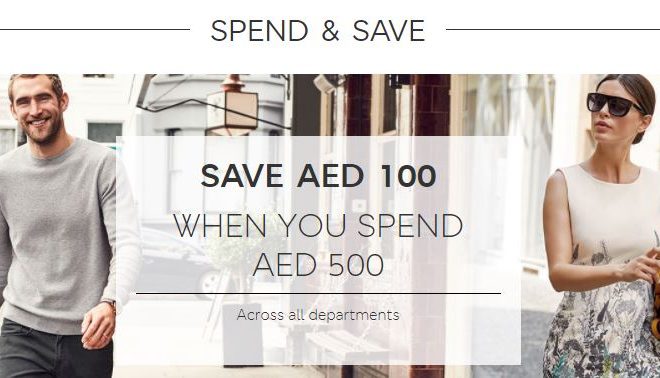 SPEND & SAVE
SAVE AED 100
WHEN YOU SPEND
AED 500
Across all departments